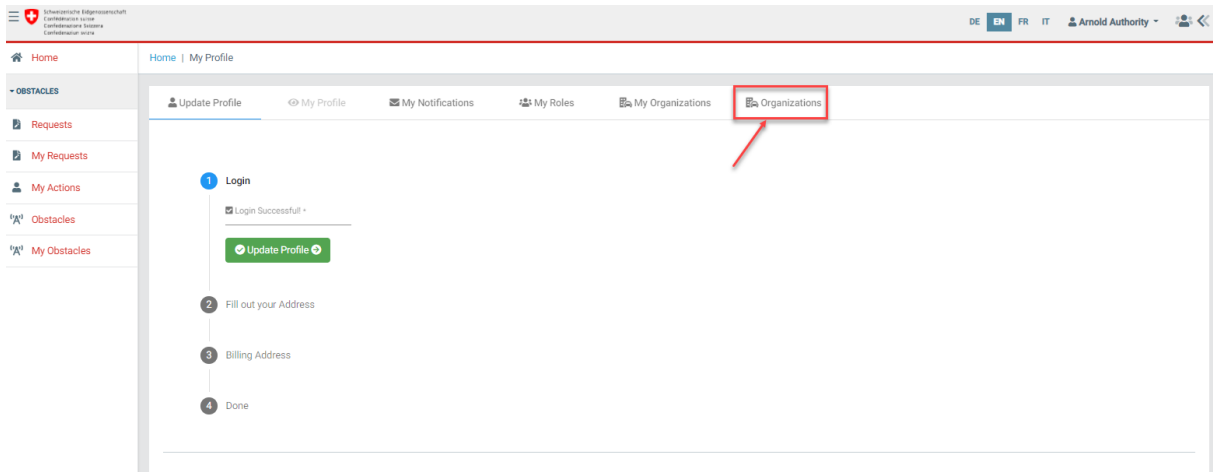 Schweizerische Eidgenossenschaft
Confédération suisse
Confederazione Svizzera
Confederaziun svizra
DE EN FR IT Arnold Authority
Home
Home | My Profile
OBSTACLES
Update Profile My Profile My Notifications My Roles My Organizations Organizations
Requests
My Requests
My Actions
Obstacles
My Obstacles
1 Login
Login Successful! *
Update Profile
2 Fill out your Address
3 Billing Address
4 Done